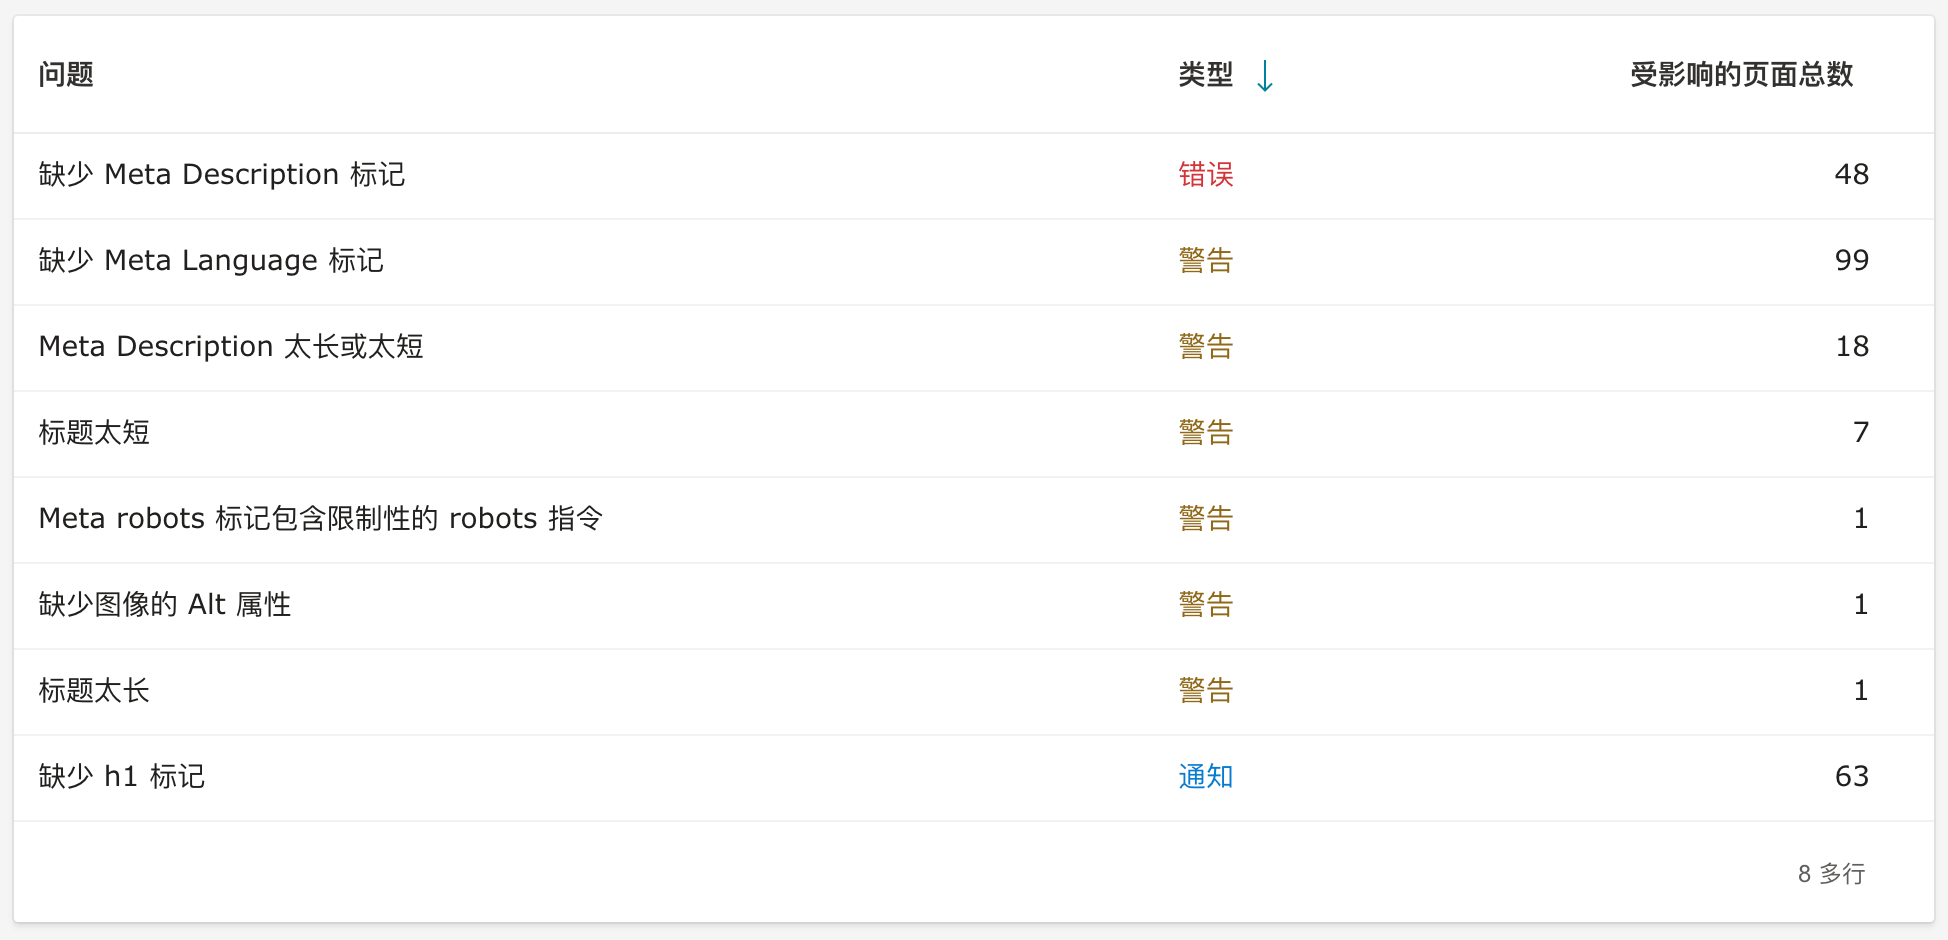 问题 类型 ↓ 受影响的页面总数
缺少 Meta Description 标记 错误 48
缺少 Meta Language 标记 警告 99
Meta Description 太长或太短 警告 18
标题太短 警告 7
Meta robots 标记包含限制性的 robots 指令 警告 1
缺少图像的 Alt 属性 警告 1
标题太长 警告 1
缺少 h1 标记 通知 63
8 多行